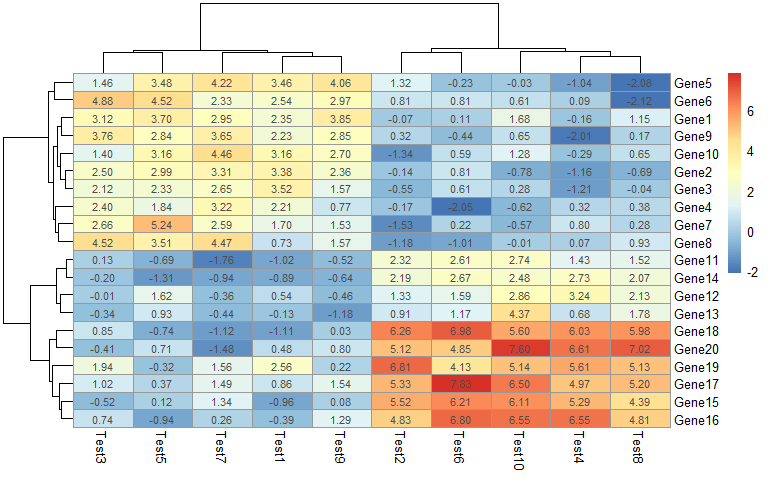 1.46 3.48 4.22 3.46 4.06 1.32 -0.23 -0.03 -1.04 -2.08 Gene5
4.88 4.52 2.33 2.54 2.97 0.81 0.81 0.61 0.09 -2.12 Gene6
3.12 3.70 2.95 2.35 3.85 -0.07 0.11 1.68 -0.16 1.15 Gene1
3.76 2.84 3.65 2.23 2.85 0.32 -0.44 0.65 -2.01 0.17 Gene9
1.40 3.16 4.46 3.16 2.70 -1.34 0.59 1.28 -0.29 0.65 Gene10
2.50 2.99 3.31 3.38 2.36 -0.14 0.81 -0.78 -1.16 -0.69 Gene2
2.12 2.33 2.65 3.52 1.57 -0.55 0.61 0.28 -1.21 -0.04 Gene3
2.40 1.84 3.22 2.21 0.77 -0.17 -2.05 -0.62 0.32 0.38 Gene4
2.66 5.24 2.59 1.70 1.53 -1.53 0.22 -0.57 0.80 0.28 Gene7
4.52 3.51 4.47 0.73 1.57 -1.18 -1.01 -0.01 0.07 0.93 Gene8
0.13 -0.69 -1.76 -1.02 -0.52 2.32 2.61 2.74 1.43 1.52 Gene11
-0.20 -1.31 -0.94 -0.89 -0.64 2.19 2.67 2.48 2.73 2.07 Gene14
-0.01 1.62 -0.36 0.54 -0.46 1.33 1.59 2.86 3.24 2.13 Gene12
-0.34 0.93 -0.44 -0.13 -1.18 0.91 1.17 4.37 0.68 1.78 Gene13
0.85 -0.74 -1.12 -1.11 0.03 6.26 6.98 5.60 6.03 5.98 Gene18
-0.41 0.71 -1.48 0.48 0.80 5.12 4.85 7.60 6.61 7.02 Gene20
1.94 -0.32 1.56 2.56 0.22 6.81 4.13 5.14 5.61 5.13 Gene19
1.02 0.37 1.49 0.86 1.54 5.33 7.83 6.50 4.97 5.20 Gene17
-0.52 0.12 1.34 -0.96 0.08 5.52 6.21 6.11 5.29 4.39 Gene15
0.74 -0.94 0.26 -0.39 1.29 4.83 6.80 6.55 6.55 4.81 Gene16
Test3 Test5 Test7 Test1 Test9 Test2 Test6 Test10 Test4 Test8
6
4
2
0
-2